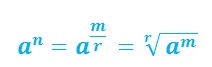 aⁿ = a^(m/r) = ʳ√(aᵐ)